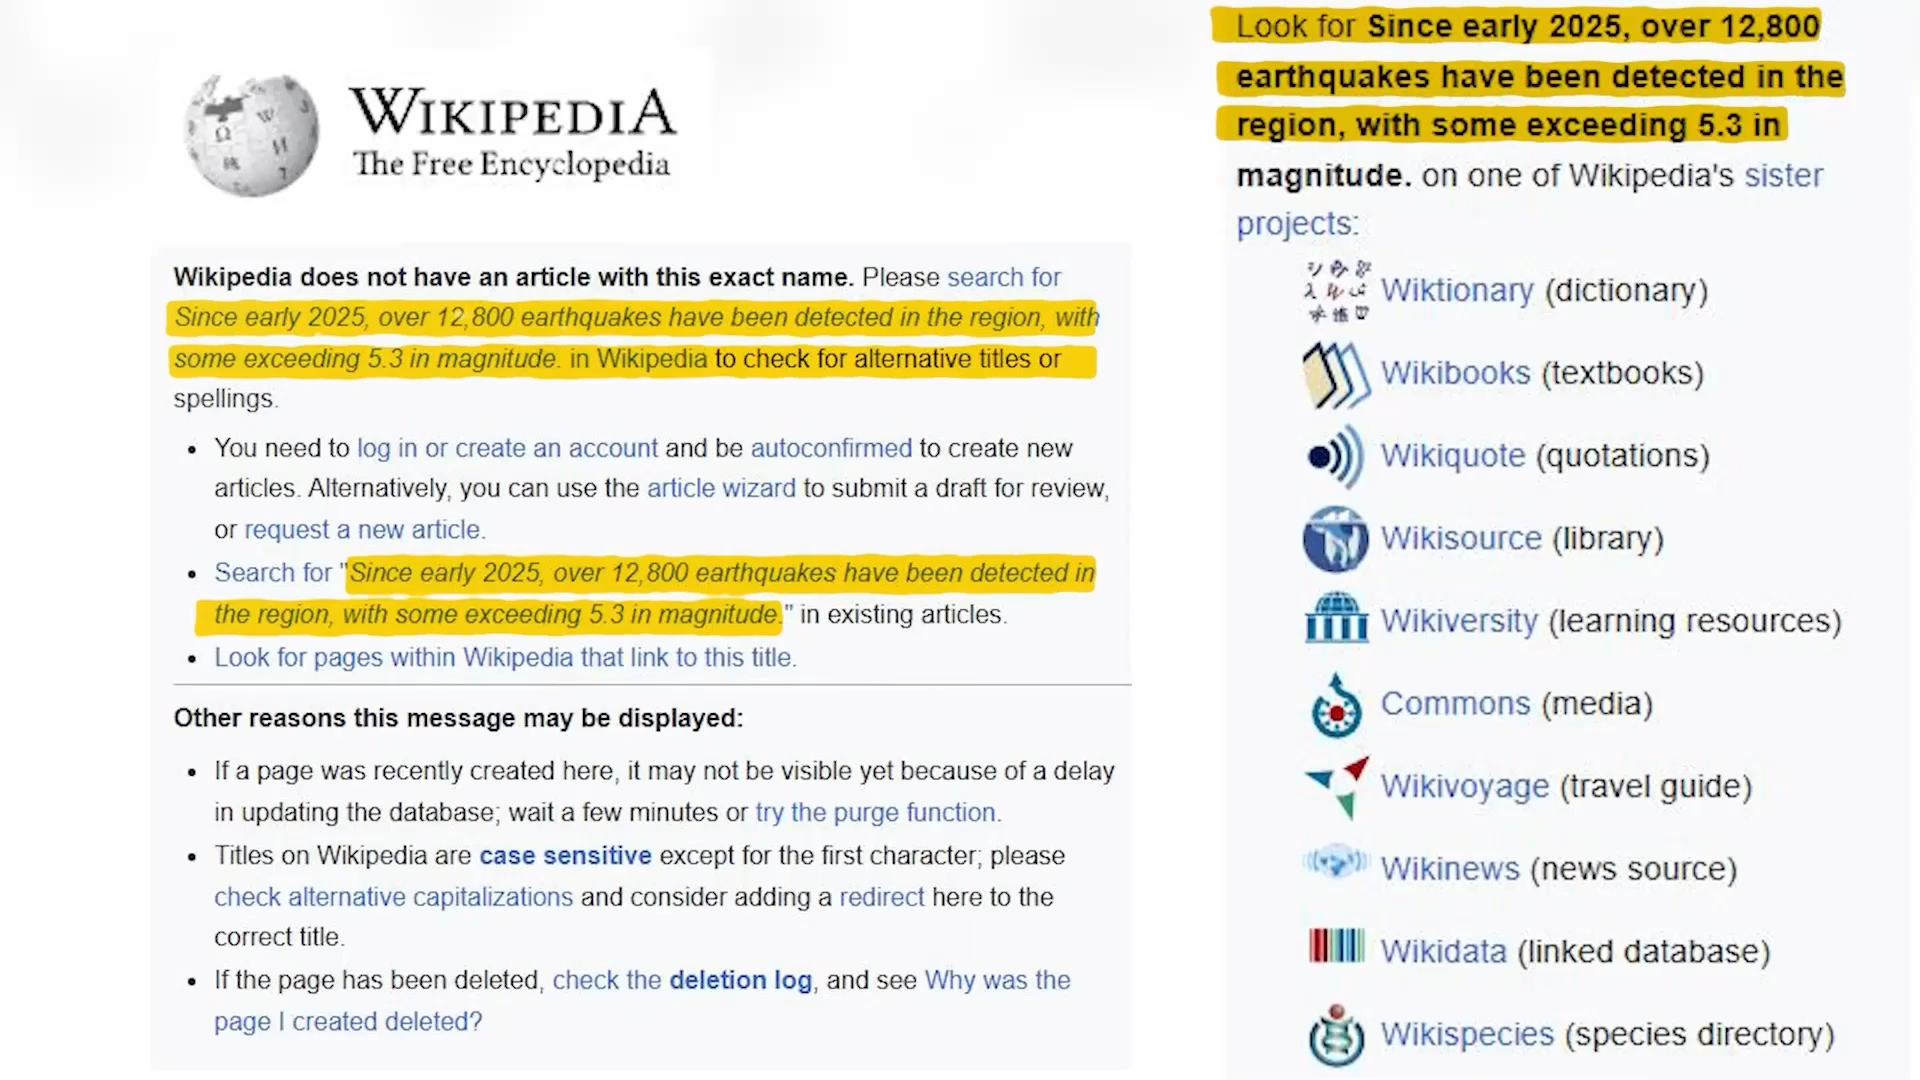 WIKIPEDIA
The Free Encyclopedia
Wikipedia does not have an article with this exact name. Please search for
Since early 2025, over 12,800 earthquakes have been detected in the region, with
some exceeding 5.3 in magnitude. in Wikipedia to check for alternative titles or
spellings.
• You need to log in or create an account and be autoconfirmed to create new
articles. Alternatively, you can use the article wizard to submit a draft for review,
or request a new article.
• Search for "Since early 2025, over 12,800 earthquakes have been detected in
the region, with some exceeding 5.3 in magnitude." in existing articles.
• Look for pages within Wikipedia that link to this title.
Other reasons this message may be displayed:
• If a page was recently created here, it may not be visible yet because of a delay
in updating the database; wait a few minutes or try the purge function.
• Titles on Wikipedia are case sensitive except for the first character; please
check alternative capitalizations and consider adding a redirect here to the
correct title.
• If the page has been deleted, check the deletion log, and see Why was the
page I created deleted?
Look for Since early 2025, over 12,800
earthquakes have been detected in the
region, with some exceeding 5.3 in
magnitude. on one of Wikipedia's sister
projects:
Wiktionary (dictionary)
Wikibooks (textbooks)
Wikiquote (quotations)
Wikisource (library)
Wikiversity (learning resources)
Commons (media)
Wikivoyage (travel guide)
Wikinews (news source)
Wikidata (linked database)
Wikispecies (species directory)